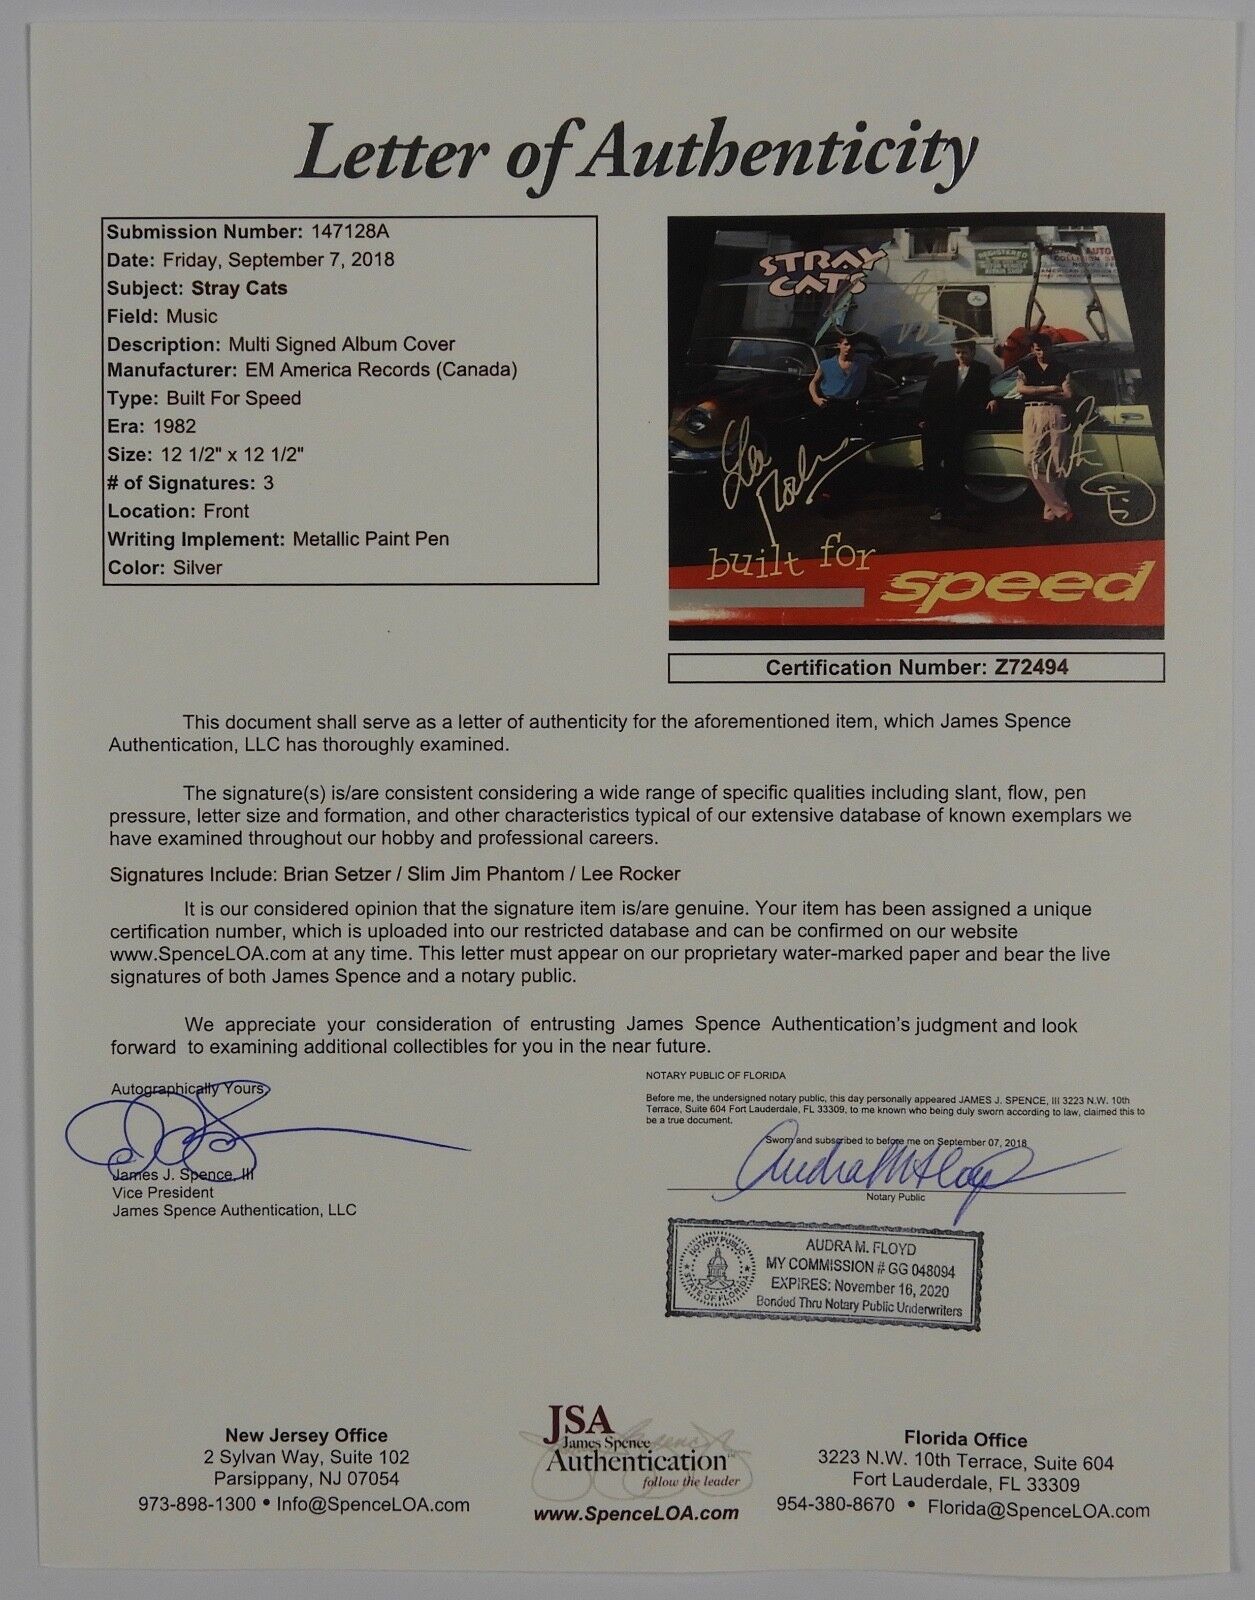 Letter of Authenticity
Submission Number: 147128A
Date: Friday, September 7, 2018
Subject: Stray Cats
Field: Music
Description: Multi Signed Album Cover
Manufacturer: EM America Records (Canada)
Type: Built For Speed
Era: 1982
Size: 12 1/2" x 12 1/2"
# of Signatures: 3
Location: Front
Writing Implement: Metallic Paint Pen
Color: Silver
STRAY
CATS
REGISTERED
Lee
Rocker
built for
speed
Certification Number: Z72494
This document shall serve as a letter of authenticity for the aforementioned item, which James Spence
Authentication, LLC has thoroughly examined.
The signature(s) is/are consistent considering a wide range of specific qualities including slant, flow, pen
pressure, letter size and formation, and other characteristics typical of our extensive database of known exemplars we
have examined throughout our hobby and professional careers.
Signatures Include: Brian Setzer / Slim Jim Phantom / Lee Rocker
It is our considered opinion that the signature item is/are genuine. Your item has been assigned a unique
certification number, which is uploaded into our restricted database and can be confirmed on our website
www.SpenceLOA.com at any time. This letter must appear on our proprietary water-marked paper and bear the live
signatures of both James Spence and a notary public.
We appreciate your consideration of entrusting James Spence Authentication's judgment and look
forward to examining additional collectibles for you in the near future.
Autographically Yours,
James J. Spence, III
Vice President
James Spence Authentication, LLC
NOTARY PUBLIC OF FLORIDA
Before me, the undersigned notary public, this day personally appeared JAMES J. SPENCE, III 3223 N.W. 10th
Terrace, Suite 604 Fort Lauderdale, FL 33309, to me known who being duly sworn according to law, claimed this to
be a true document.
Sworn and subscribed to before me on September 07, 2018
Audra M Floyd
Notary Public
NOTARY PUBLIC
STATE OF FLORIDA
AUDRA M. FLOYD
MY COMMISSION # GG 048094
EXPIRES: November 16, 2020
Bonded Thru Notary Public Underwriters
New Jersey Office
2 Sylvan Way, Suite 102
Parsippany, NJ 07054
973-898-1300 • Info@SpenceLOA.com
JSA
James Spence
Authentication™
follow the leader
www.SpenceLOA.com
Florida Office
3223 N.W. 10th Terrace, Suite 604
Fort Lauderdale, FL 33309
954-380-8670 • Florida@SpenceLOA.com